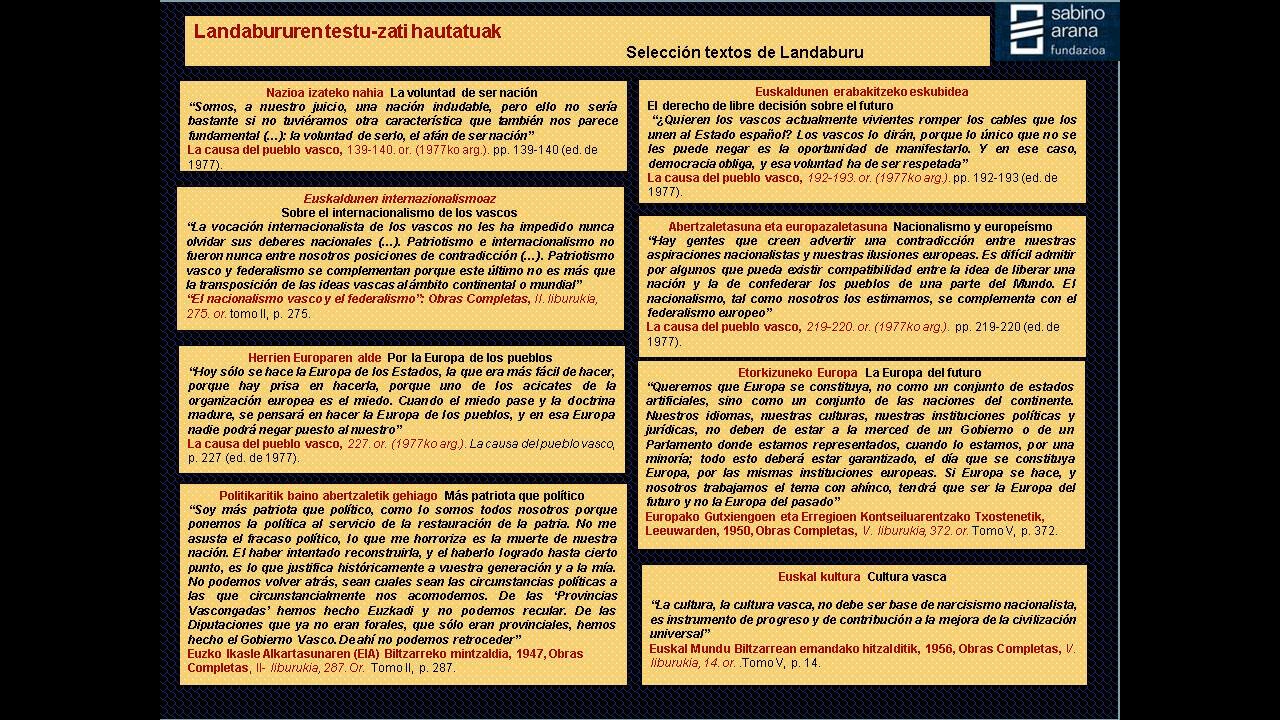 Landabururen testu-zati hautatuak
Selección textos de Landaburu
sabino
arana
fundazioa
Nazioa izateko nahia La voluntad de ser nación
“Somos, a nuestro juicio, una nación indudable, pero ello no sería
bastante si no tuviéramos otra característica que también nos parece
fundamental (…): la voluntad de serlo, el afán de ser nación”
La causa del pueblo vasco, 139-140. or. (1977ko arg.). pp. 139-140 (ed. de
1977).
Euskaldunen internazionalismoaz
Sobre el internacionalismo de los vascos
“La vocación internacionalista de los vascos no les ha impedido nunca
olvidar sus deberes nacionales (…). Patriotismo e internacionalismo no
fueron nunca entre nosotros posiciones de contradicción (…). Patriotismo
vasco y federalismo se complementan porque este último no es más que
la transposición de las ideas vascas al ámbito continental o mundial”
“El nacionalismo vasco y el federalismo”: Obras Completas, II. liburukia,
275. or. tomo II, p. 275.
Herrien Europaren alde Por la Europa de los pueblos
“Hoy sólo se hace la Europa de los Estados, la que era más fácil de hacer,
porque hay prisa en hacerla, porque uno de los acicates de la
organización europea es el miedo. Cuando el miedo pase y la doctrina
madure, se pensará en hacer la Europa de los pueblos, y en esa Europa
nadie podrá negar puesto al nuestro”
La causa del pueblo vasco, 227. or. (1977ko arg.). La causa del pueblo vasco,
p. 227 (ed. de 1977).
Politikaritik baino abertzaletik gehiago Más patriota que político
“Soy más patriota que político, como lo somos todos nosotros porque
ponemos la política al servicio de la restauración de la patria. No me
asusta el fracaso político, lo que me horroriza es la muerte de nuestra
nación. El haber intentado reconstruirla, y el haberlo logrado hasta cierto
punto, es lo que justifica históricamente a vuestra generación y a la mía.
No podemos volver atrás, sean cuales sean las circunstancias políticas a
las que circunstancialmente nos acomodemos. De las ‘Provincias
Vascongadas’ hemos hecho Euzkadi y no podemos recular. De las
Diputaciones que ya no eran forales, que sólo eran provinciales, hemos
hecho el Gobierno Vasco. De ahí no podemos retroceder”
Euzko Ikasle Alkartasunaren (EIA) Biltzarreko mintzaldia, 1947, Obras
Completas, II- liburukia, 287. Or. Tomo II, p. 287.
Euskaldunen erabakitzeko eskubidea
El derecho de libre decisión sobre el futuro
“¿Quieren los vascos actualmente vivientes romper los cables que los
unen al Estado español? Los vascos lo dirán, porque lo único que no se
les puede negar es la oportunidad de manifestarlo. Y en ese caso,
democracia obliga, y esa voluntad ha de ser respetada”
La causa del pueblo vasco, 192-193. or. (1977ko arg.). pp. 192-193 (ed. de
1977).
Abertzaletasuna eta europazaletasuna Nacionalismo y europeísmo
“Hay gentes que creen advertir una contradicción entre nuestras
aspiraciones nacionalistas y nuestras ilusiones europeas. Es difícil admitir
por algunos que pueda existir compatibilidad entre la idea de liberar una
nación y la de confederar los pueblos de una parte del Mundo. El
nacionalismo, tal como nosotros los estimamos, se complementa con el
federalismo europeo”
La causa del pueblo vasco, 219-220. or. (1977ko arg.). pp. 219-220 (ed. de
1977).
Etorkizuneko Europa La Europa del futuro
“Queremos que Europa se constituya, no como un conjunto de estados
artificiales, sino como un conjunto de las naciones del continente.
Nuestros idiomas, nuestras culturas, nuestras instituciones políticas y
jurídicas, no deben de estar a la merced de un Gobierno o de un
Parlamento donde estamos representados, cuando lo estamos, por una
minoría; todo esto deberá estar garantizado, el día que se constituya
Europa, por las mismas instituciones europeas. Si Europa se hace, y
nosotros trabajamos el tema con ahínco, tendrá que ser la Europa del
futuro y no la Europa del pasado”
Europako Gutxiengoen eta Erregioen Kontseiluarentzako Txostenetik,
Leeuwarden, 1950, Obras Completas, V. liburukia, 372. or. Tomo V, p. 372.
Euskal kultura Cultura vasca
“La cultura, la cultura vasca, no debe ser base de narcisismo nacionalista,
es instrumento de progreso y de contribución a la mejora de la civilización
universal”
Euskal Mundu Biltzarrean emandako hitzalditik, 1956, Obras Completas, V.
liburukia, 14. or. .Tomo V, p. 14.